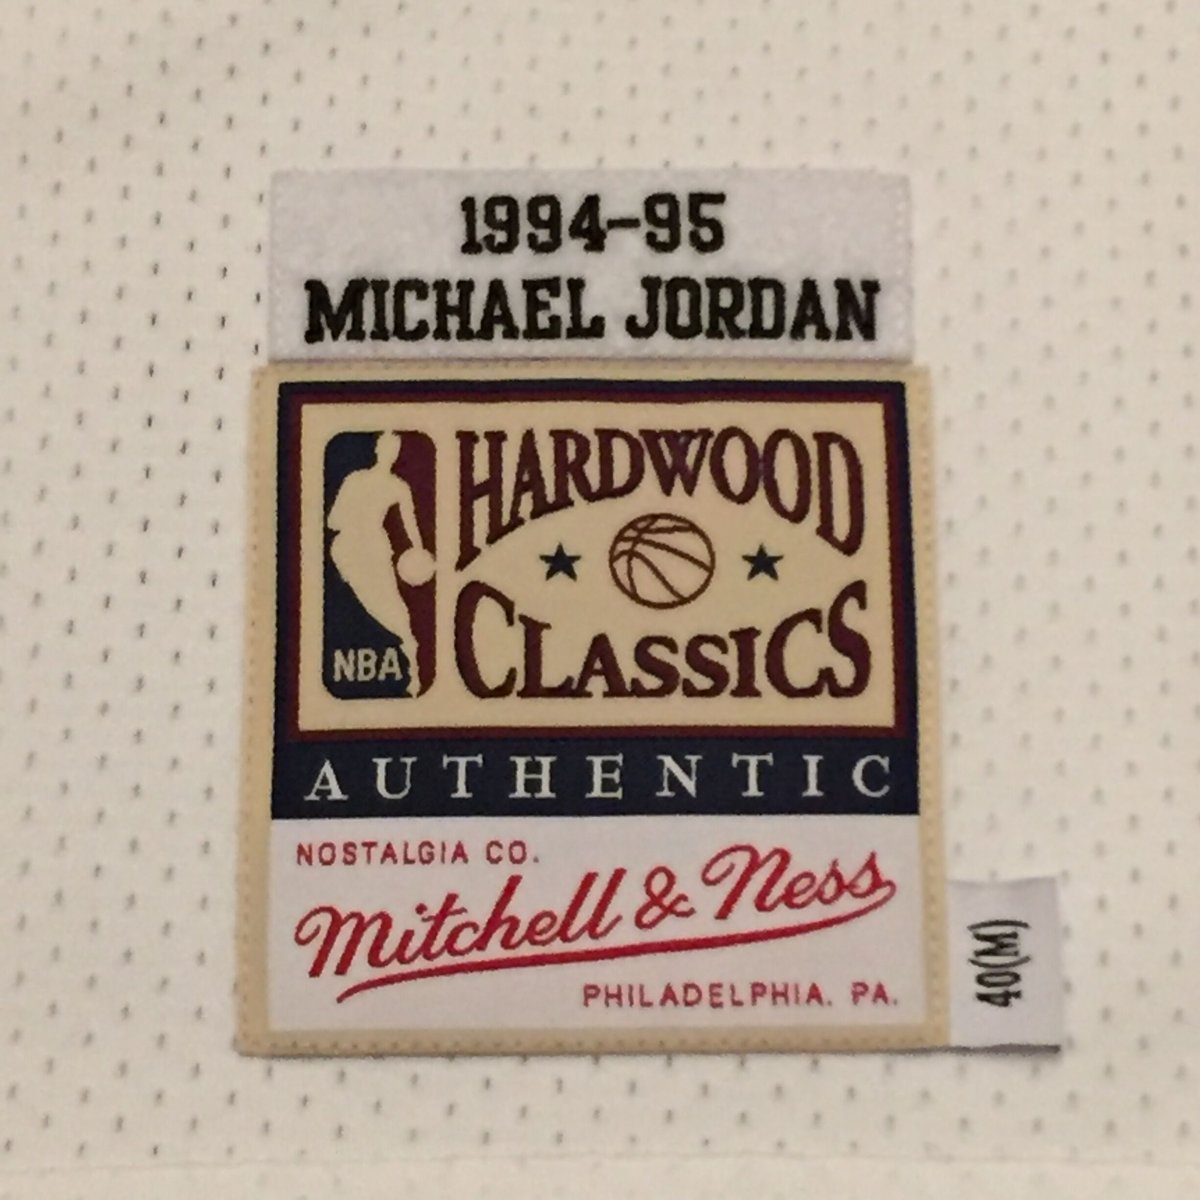 1994-95
MICHAEL JORDAN
HARDWOOD
CLASSICS
NBA
AUTHENTIC
NOSTALGIA CO.
Mitchell & Ness
PHILADELPHIA. PA.
40(M)